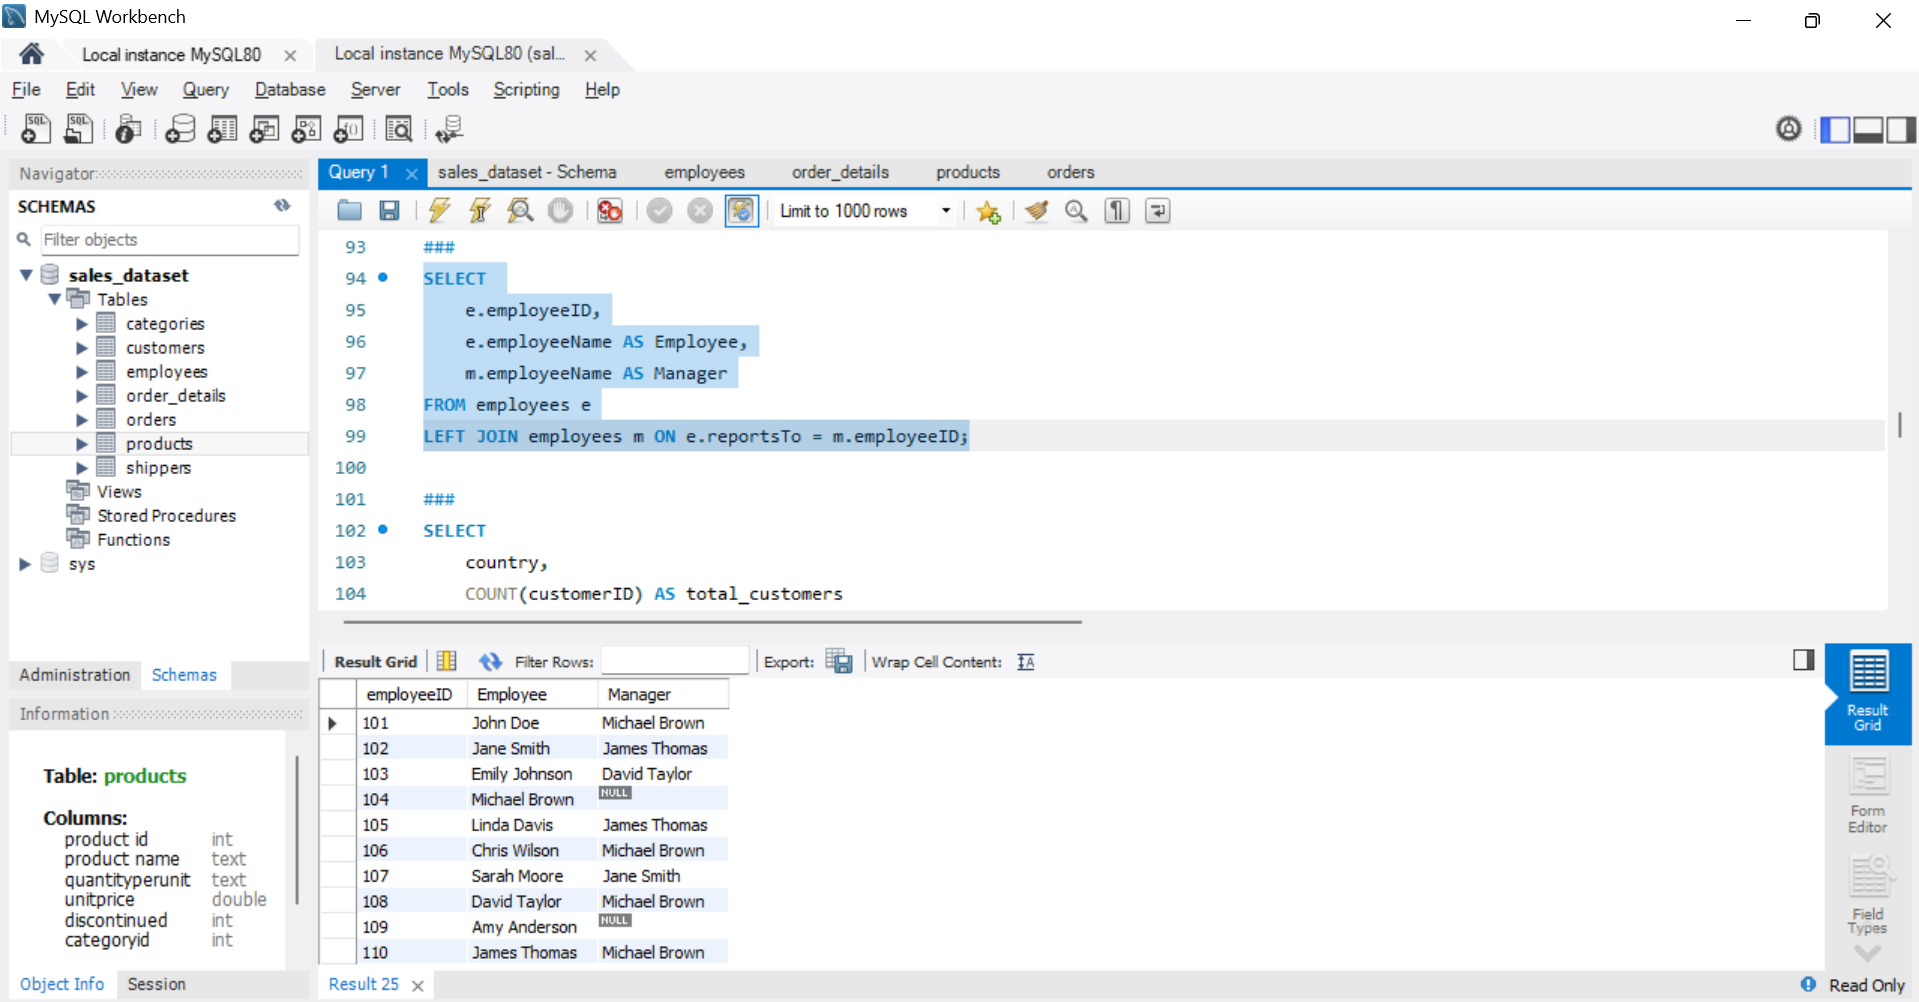 MySQL Workbench
Local instance MySQL80
Local instance MySQL80 (sal...
File Edit View Query Database Server Tools Scripting Help
Navigator
SCHEMAS
Filter objects
sales_dataset
Tables
categories
customers
employees
order_details
orders
products
shippers
Views
Stored Procedures
Functions
sys
Administration Schemas
Information
Table: products
Columns:
product id int
product name text
quantityperunit text
unitprice double
discontinued int
categoryid int
Object Info Session
Query 1 sales_dataset - Schema employees order_details products orders
Limit to 1000 rows
93 ###
94 SELECT
95 e.employeeID,
96 e.employeeName AS Employee,
97 m.employeeName AS Manager
98 FROM employees e
99 LEFT JOIN employees m ON e.reportsTo = m.employeeID;
100
101 ###
102 SELECT
103 country,
104 COUNT(customerID) AS total_customers
Result Grid Filter Rows: Export: Wrap Cell Content:
employeeID Employee Manager
101 John Doe Michael Brown
102 Jane Smith James Thomas
103 Emily Johnson David Taylor
104 Michael Brown NULL
105 Linda Davis James Thomas
106 Chris Wilson Michael Brown
107 Sarah Moore Jane Smith
108 David Taylor Michael Brown
109 Amy Anderson NULL
110 James Thomas Michael Brown
Result Grid
Form Editor
Field Types
Result 25
Read Only